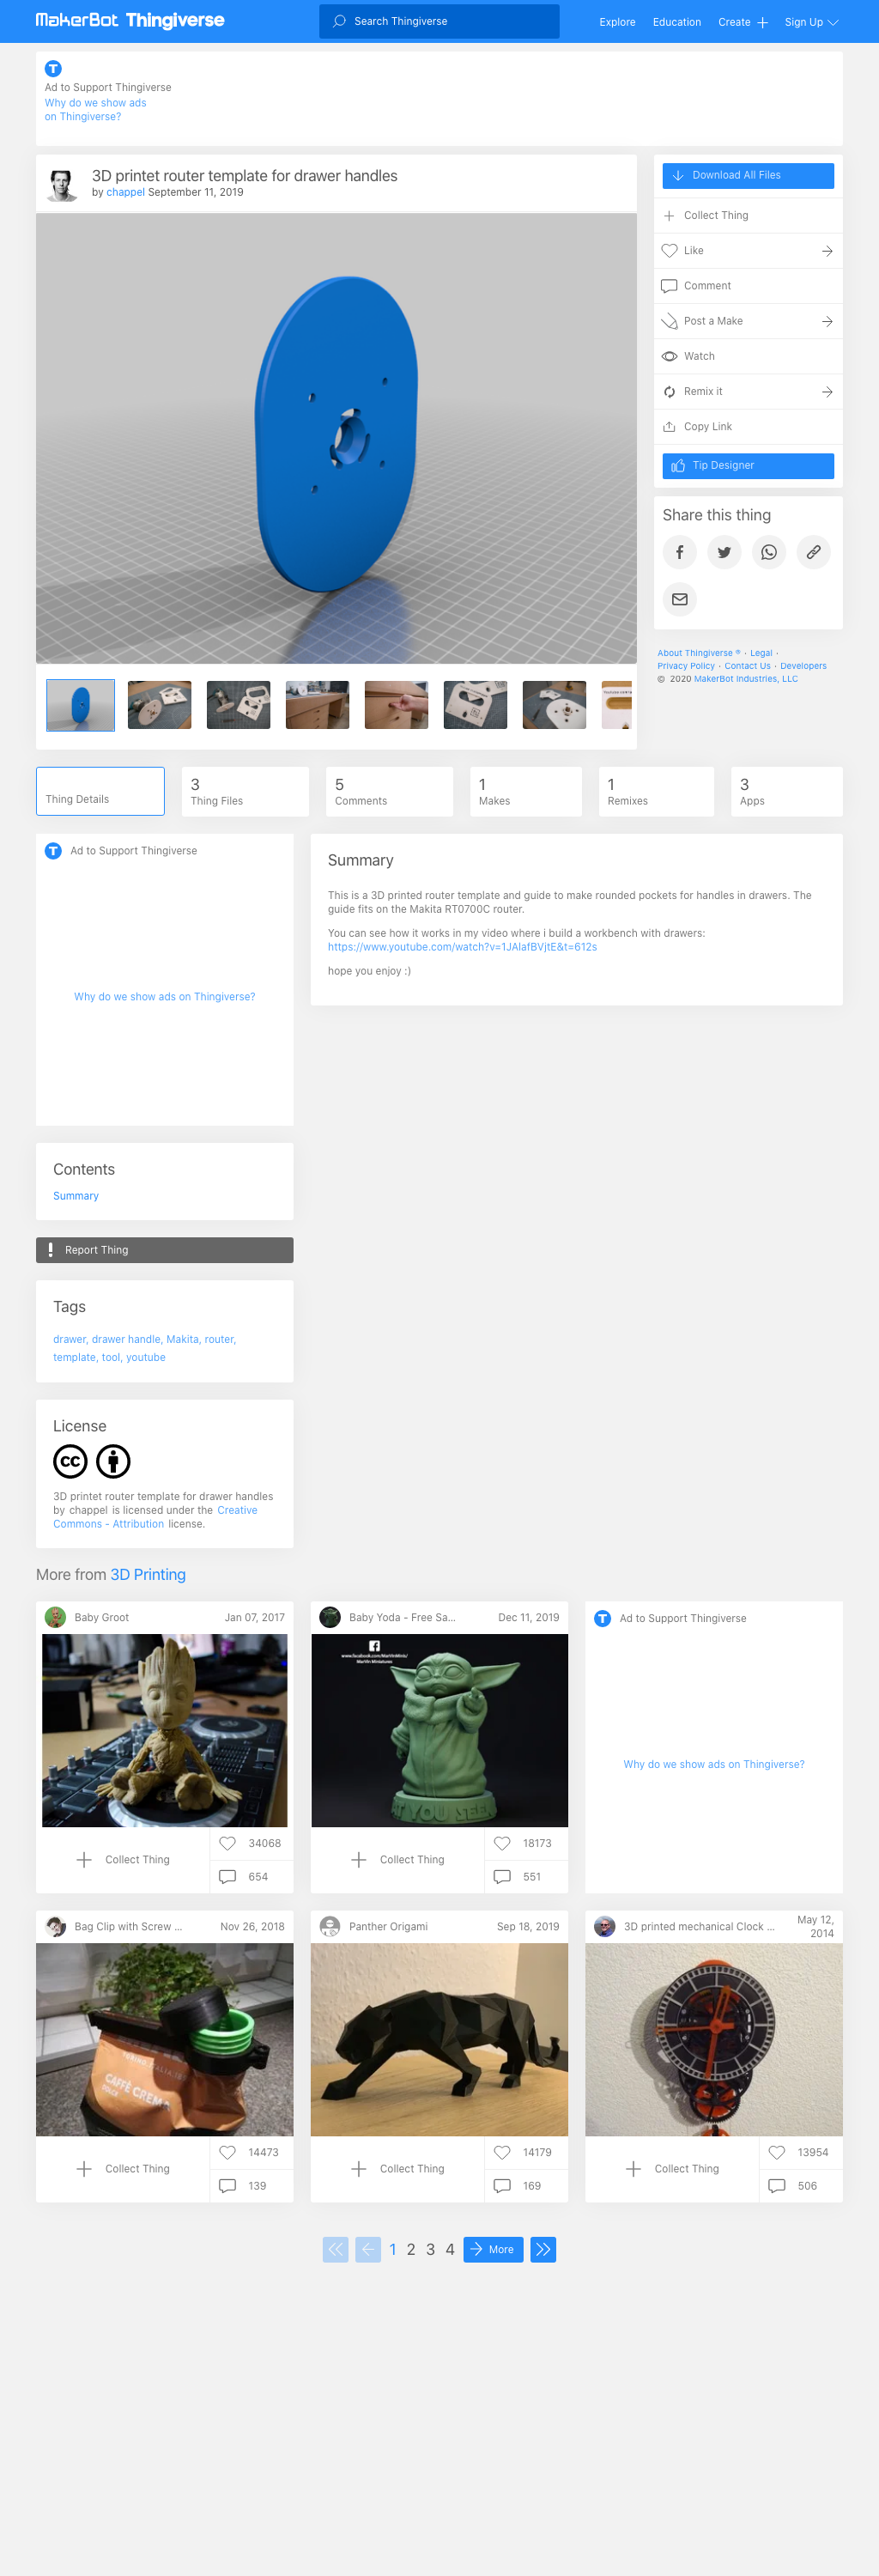 MakerBot Thingiverse
Search Thingiverse
Explore
Education
Create
Sign Up
Ad to Support Thingiverse
Why do we show ads
on Thingiverse?
3D printet router template for drawer handles
by chappel September 11, 2019
Download All Files
Collect Thing
Like
Comment
Post a Make
Watch
Remix it
Copy Link
Tip Designer
Share this thing
About Thingiverse ® · Legal ·
Privacy Policy · Contact Us · Developers
© 2020 MakerBot Industries, LLC
Thing Details
3
Thing Files
5
Comments
1
Makes
1
Remixes
3
Apps
Ad to Support Thingiverse
Why do we show ads on Thingiverse?
Summary
This is a 3D printed router template and guide to make rounded pockets for handles in drawers. The
guide fits on the Makita RT0700C router.
You can see how it works in my video where i build a workbench with drawers:
https://www.youtube.com/watch?v=1JAlafBVjtE&t=612s
hope you enjoy :)
Contents
Summary
Report Thing
Tags
drawer, drawer handle, Makita, router,
template, tool, youtube
License
cc
3D printet router template for drawer handles
by chappel is licensed under the Creative
Commons - Attribution license.
More from 3D Printing
Baby Groot
Jan 07, 2017
Collect Thing
34068
654
Baby Yoda - Free Sa...
Dec 11, 2019
www.facebook.com/MarVinMinis/
MarVin Miniatures
Collect Thing
18173
551
Ad to Support Thingiverse
Why do we show ads on Thingiverse?
Bag Clip with Screw ...
Nov 26, 2018
CAFFÈ CREMA
DOLCE
Collect Thing
14473
139
Panther Origami
Sep 18, 2019
Collect Thing
14179
169
3D printed mechanical Clock ...
May 12,
2014
Collect Thing
13954
506
1 2 3 4
More